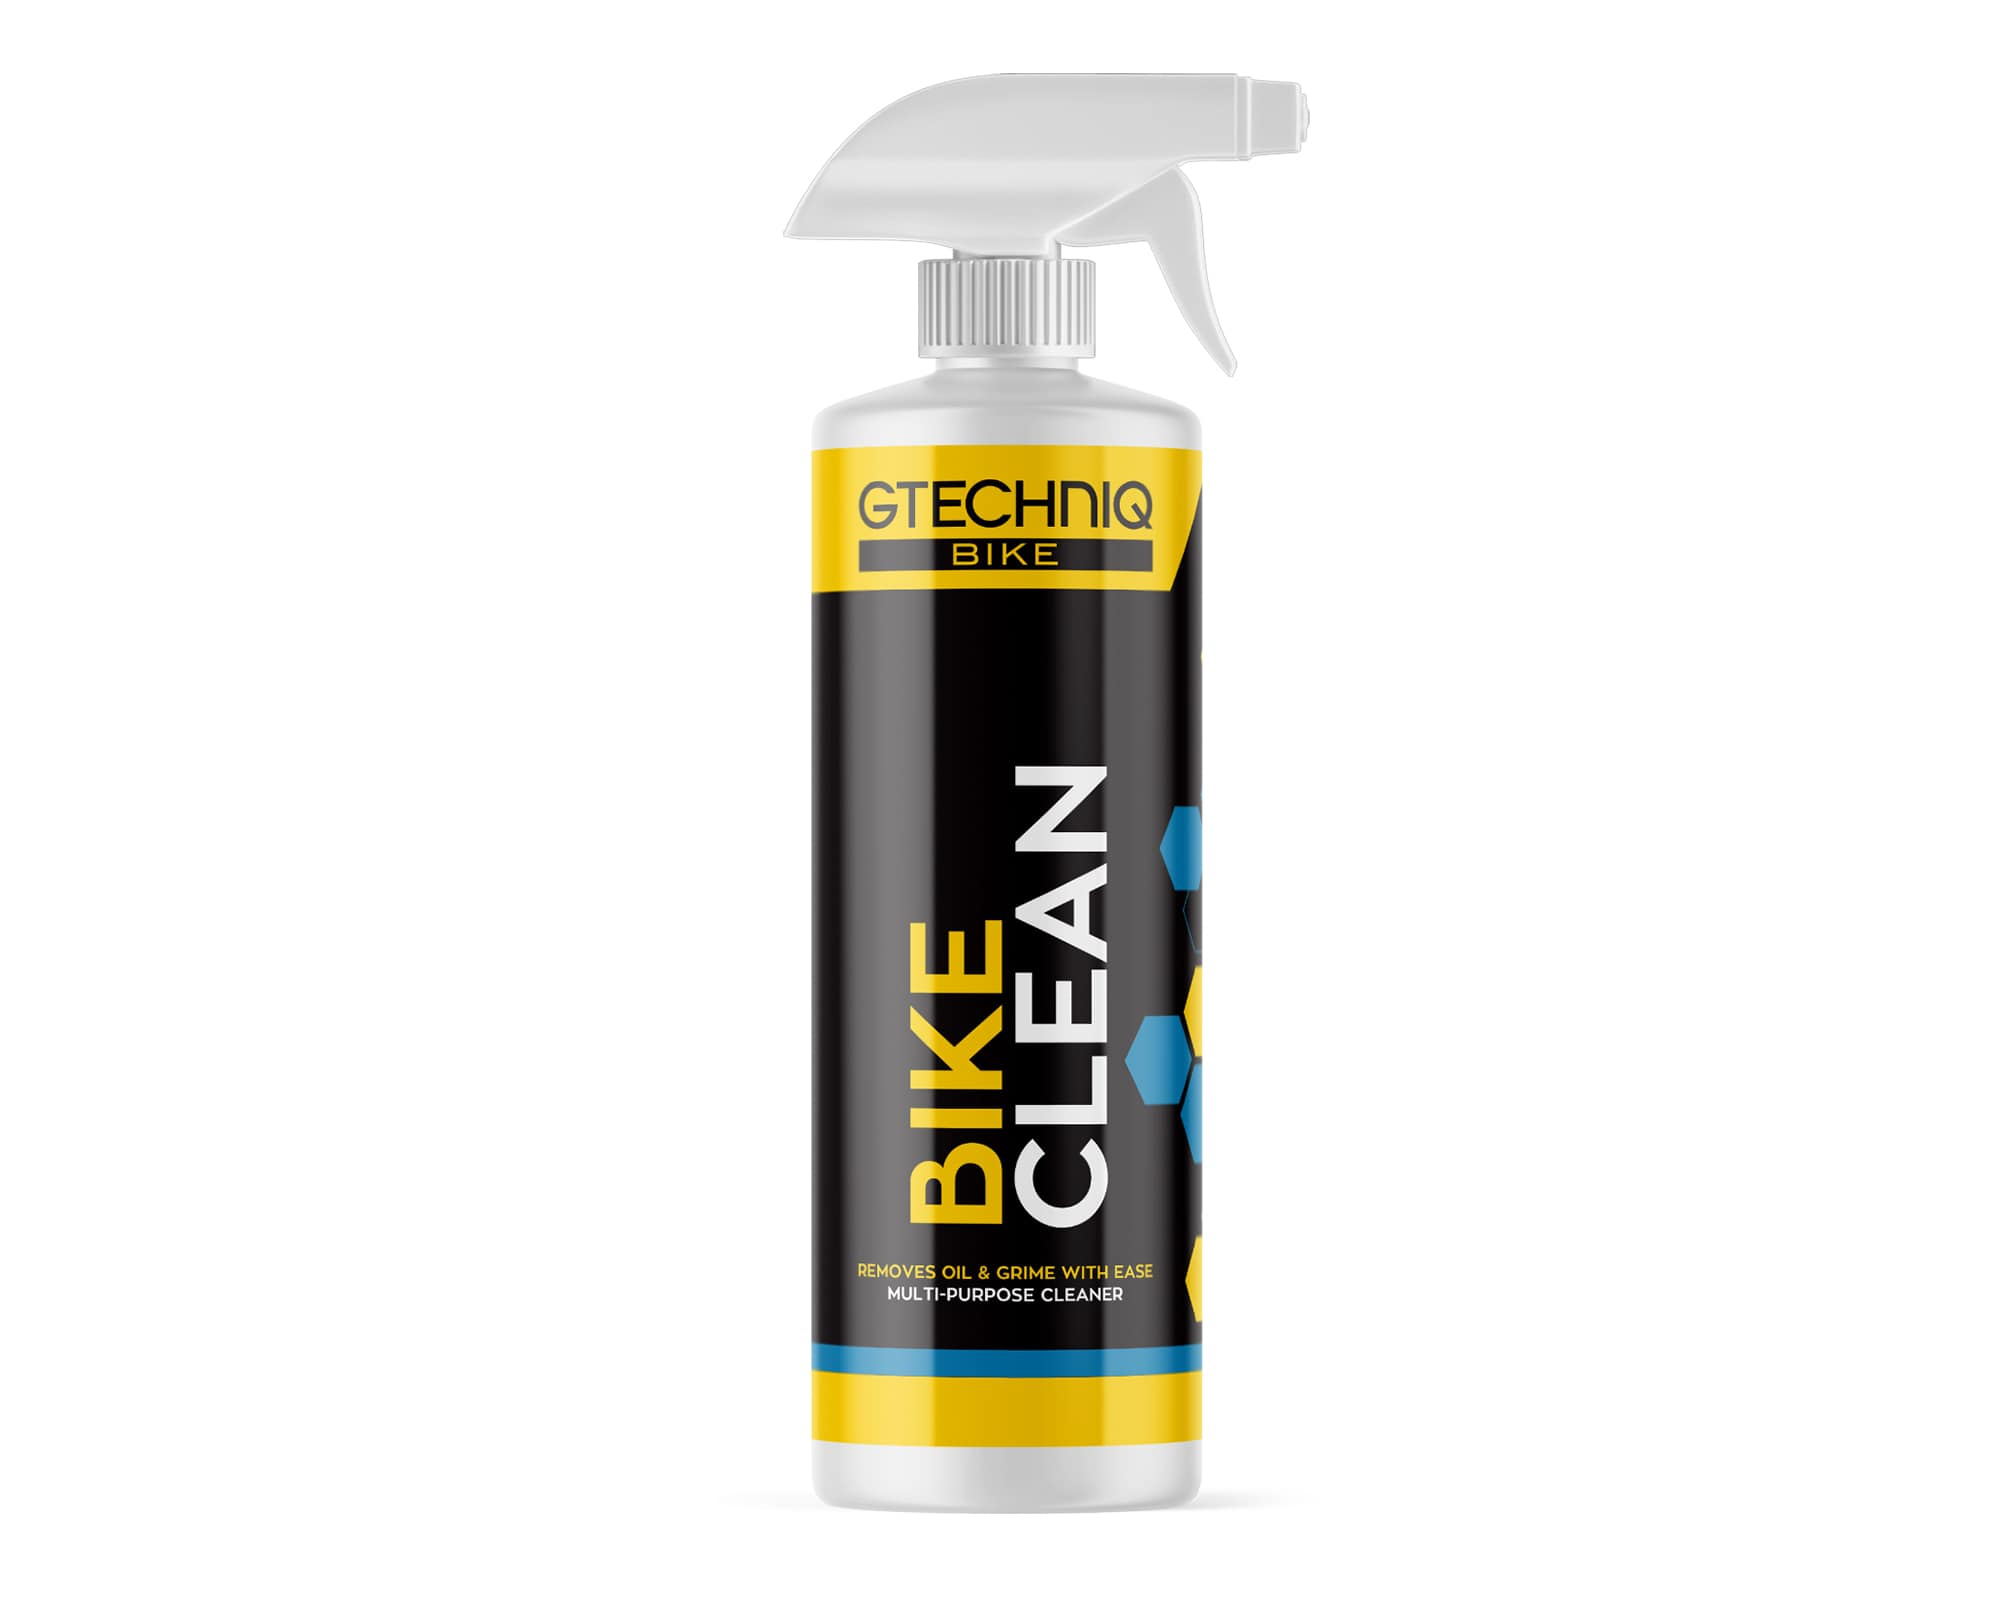 GTECHNIQ
BIKE
BIKE
CLEAN
REMOVES OIL & GRIME WITH EASE
MULTI-PURPOSE CLEANER